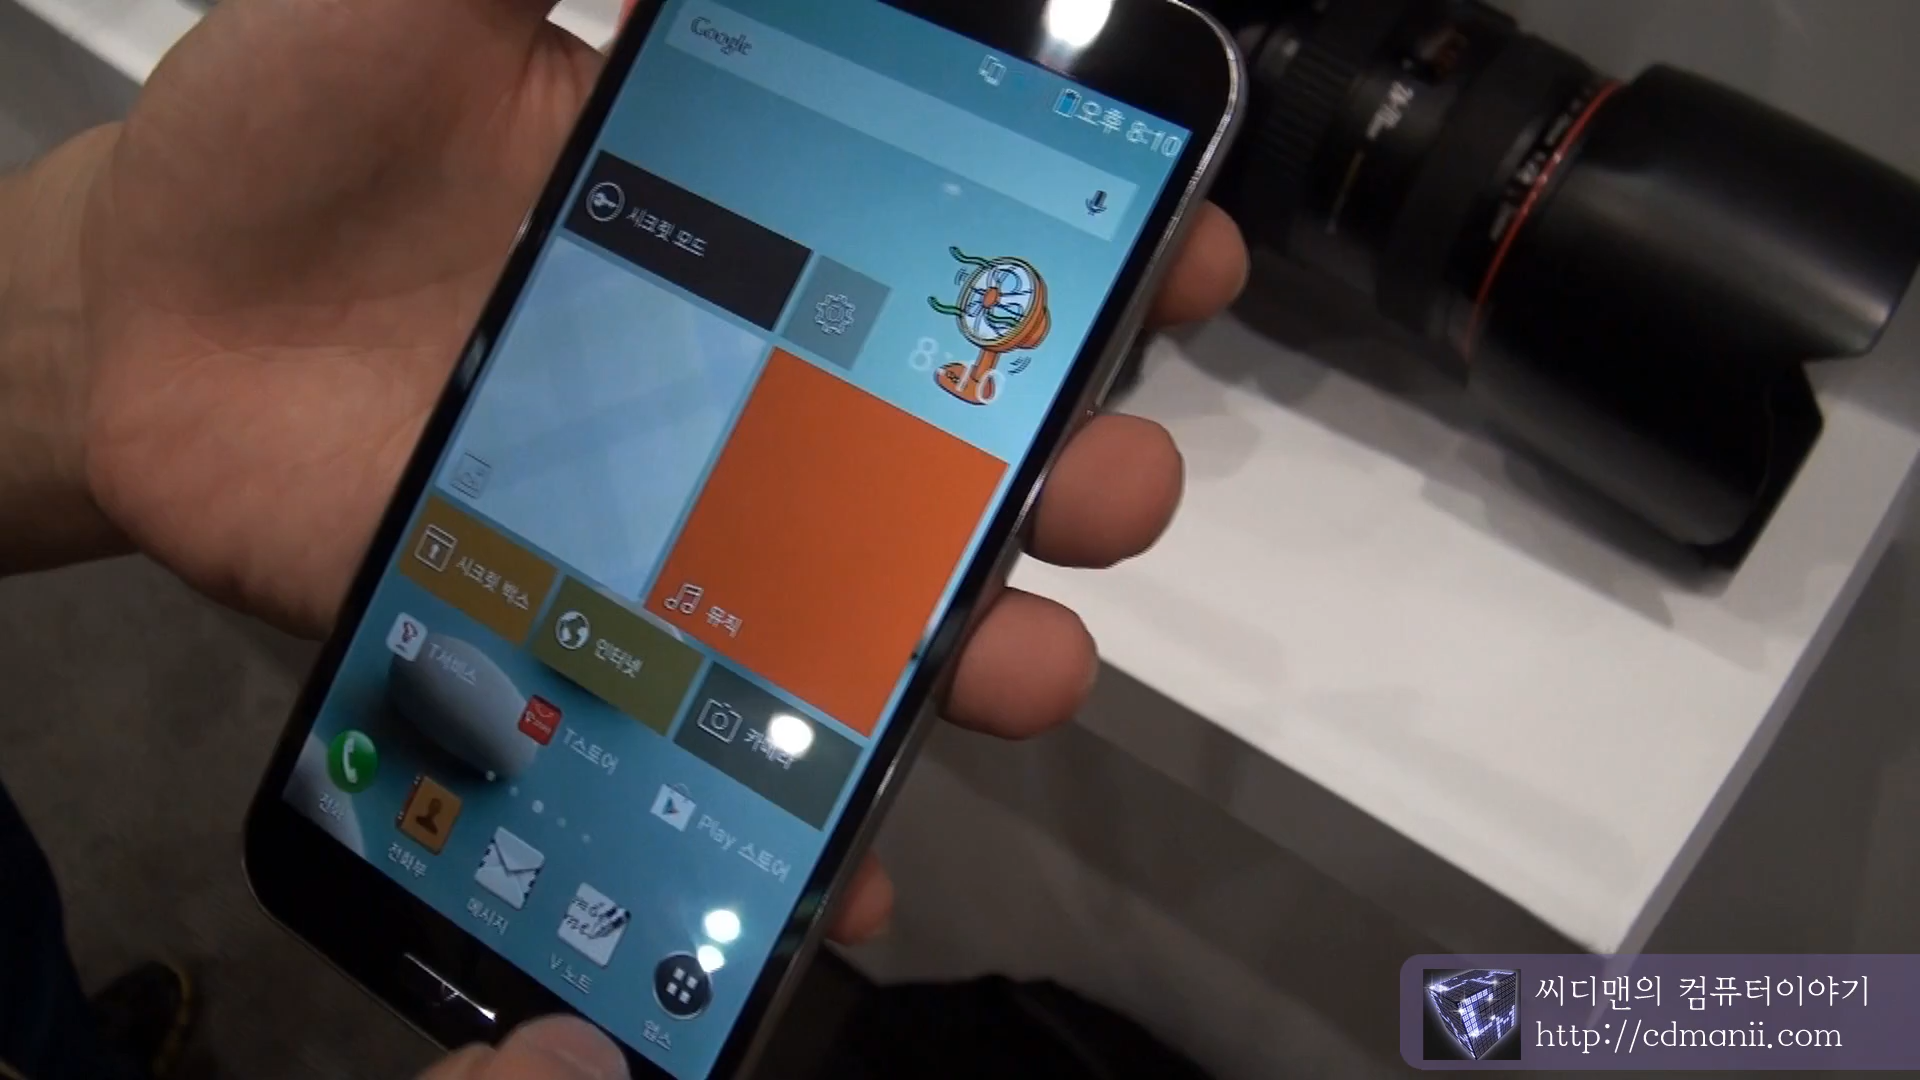 Google
오후 8:10
시크릿 모드
8:10
뮤직
시크릿 박스
인터넷
카메라
T서비스
T스토어
Play 스토어
전화
전화부
메시지
V노트
앱스
씨디맨의 컴퓨터이야기
http://cdmanii.com